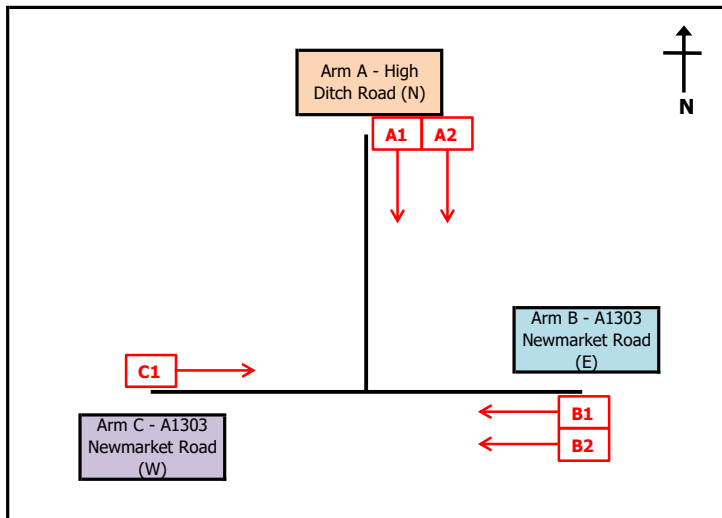 Arm A - High
Ditch Road (N)
A1
A2
N
Arm B - A1303
Newmarket Road
(E)
C1
B1
B2
Arm C - A1303
Newmarket Road
(W)